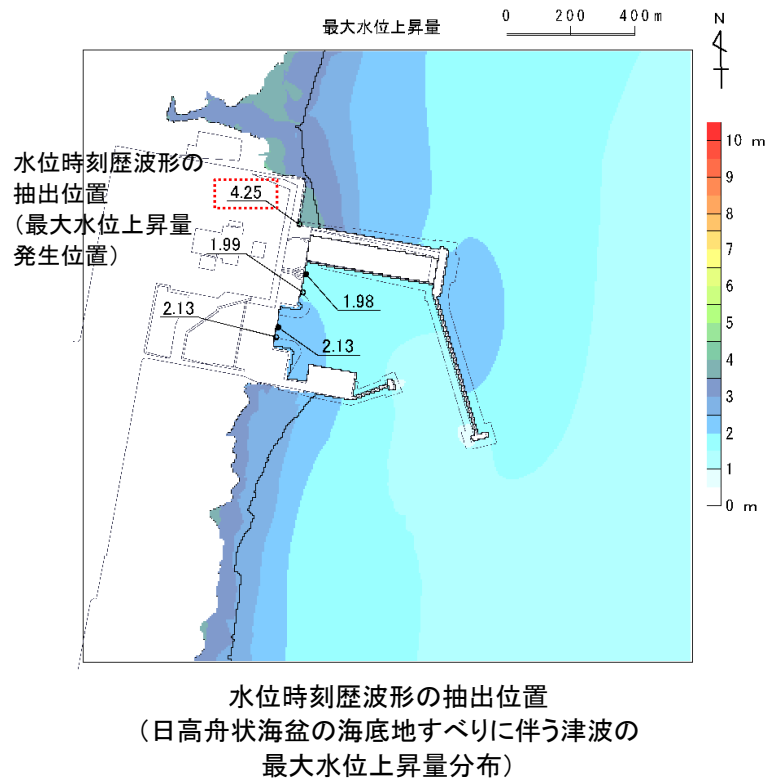 最大水位上昇量
0 200 400m
N
水位時刻歴波形の
抽出位置
（最大水位上昇量
発生位置）
4.25
1.99
1.98
2.13
2.13
10 m
9
8
7
6
5
4
3
2
1
0 m
水位時刻歴波形の抽出位置
（日高舟状海盆の海底地すべりに伴う津波の
最大水位上昇量分布）